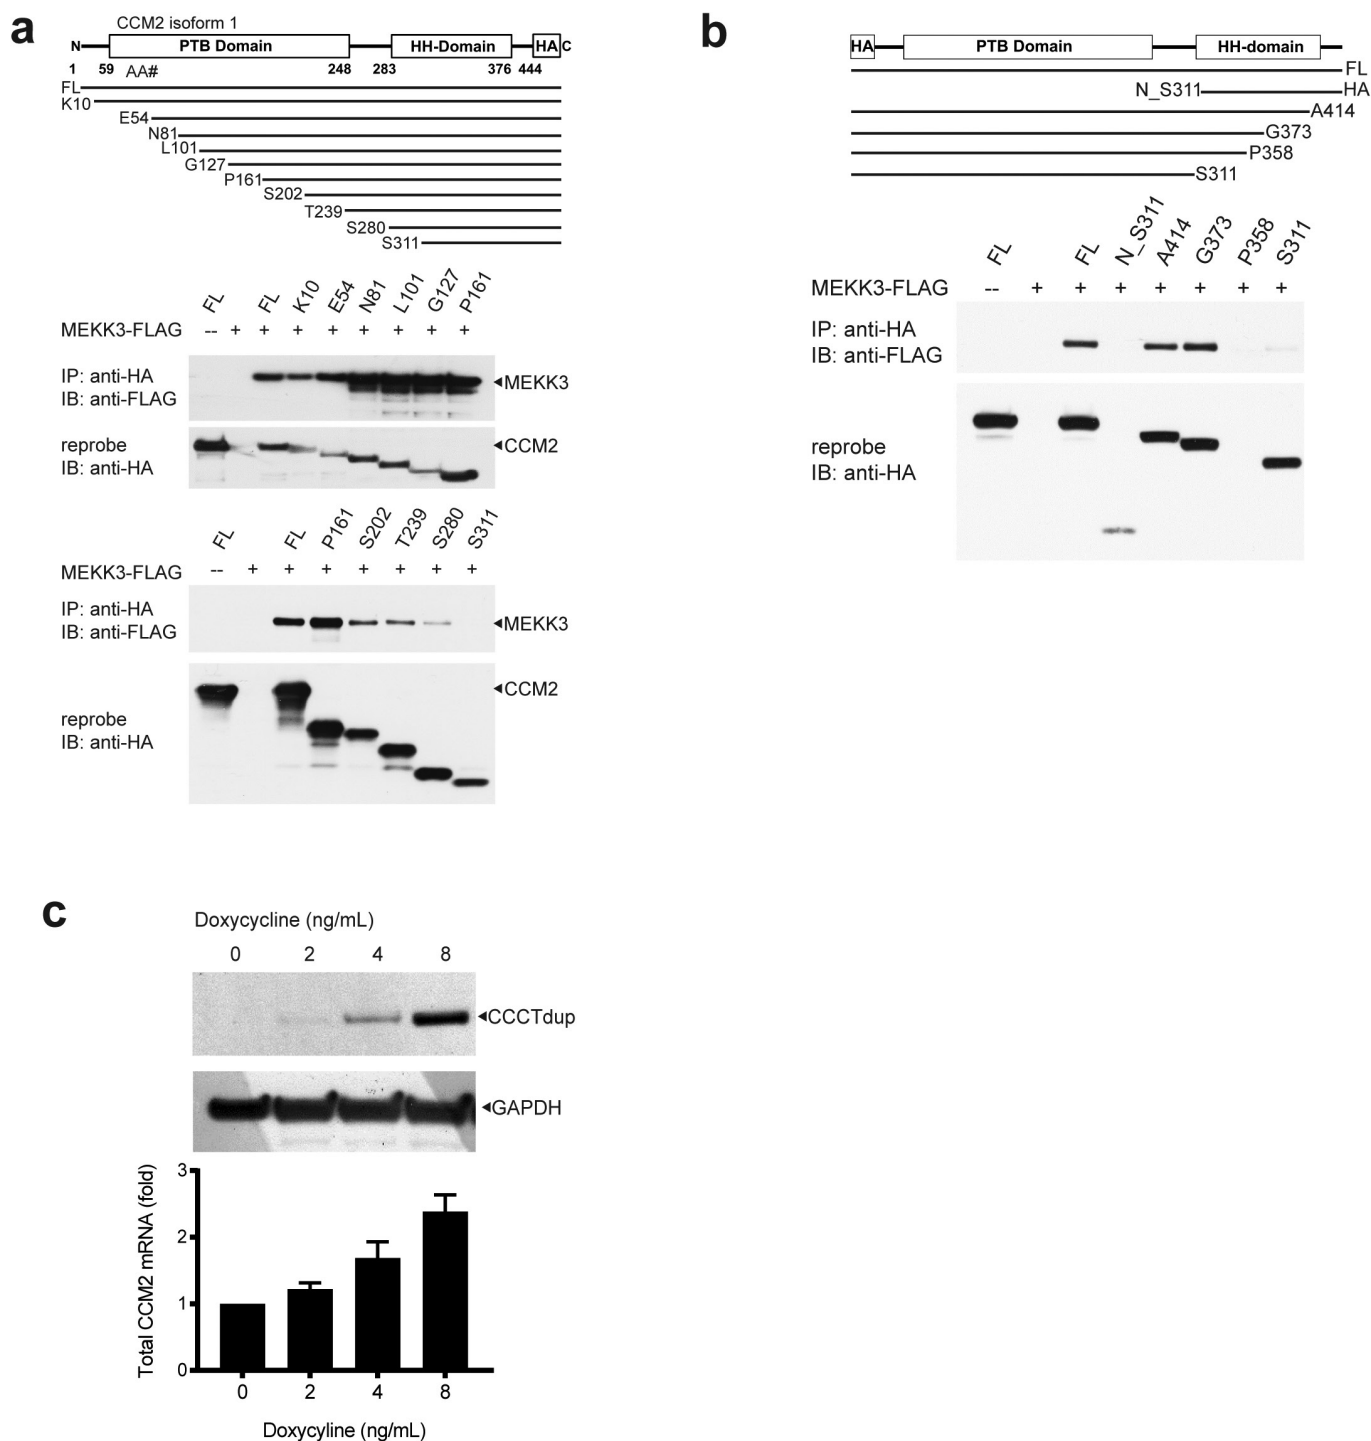 a
CCM2 isoform 1
N PTB Domain HH-Domain HA C
1 59 AA# 248 283 376 444
FL
K10
E54
N81
L101
G127
P161
S202
T239
S280
S311
FL FL K10 E54 N81 L101 G127 P161
MEKK3-FLAG -- + + + + + + + +
IP: anti-HA
IB: anti-FLAG
MEKK3
reprobe
IB: anti-HA
CCM2
FL FL P161 S202 T239 S280 S311
MEKK3-FLAG -- + + + + + + +
IP: anti-HA
IB: anti-FLAG
MEKK3
CCM2
reprobe
IB: anti-HA
b
HA PTB Domain HH-domain
FL
N_S311 HA
A414
G373
P358
S311
FL FL N_S311 A414 G373 P358 S311
MEKK3-FLAG -- + + + + + + +
IP: anti-HA
IB: anti-FLAG
reprobe
IB: anti-HA
c
Doxycycline (ng/mL)
0 2 4 8
CCCTdup
GAPDH
Total CCM2 mRNA (fold)
3
2
1
0
0 2 4 8
Doxycyline (ng/mL)